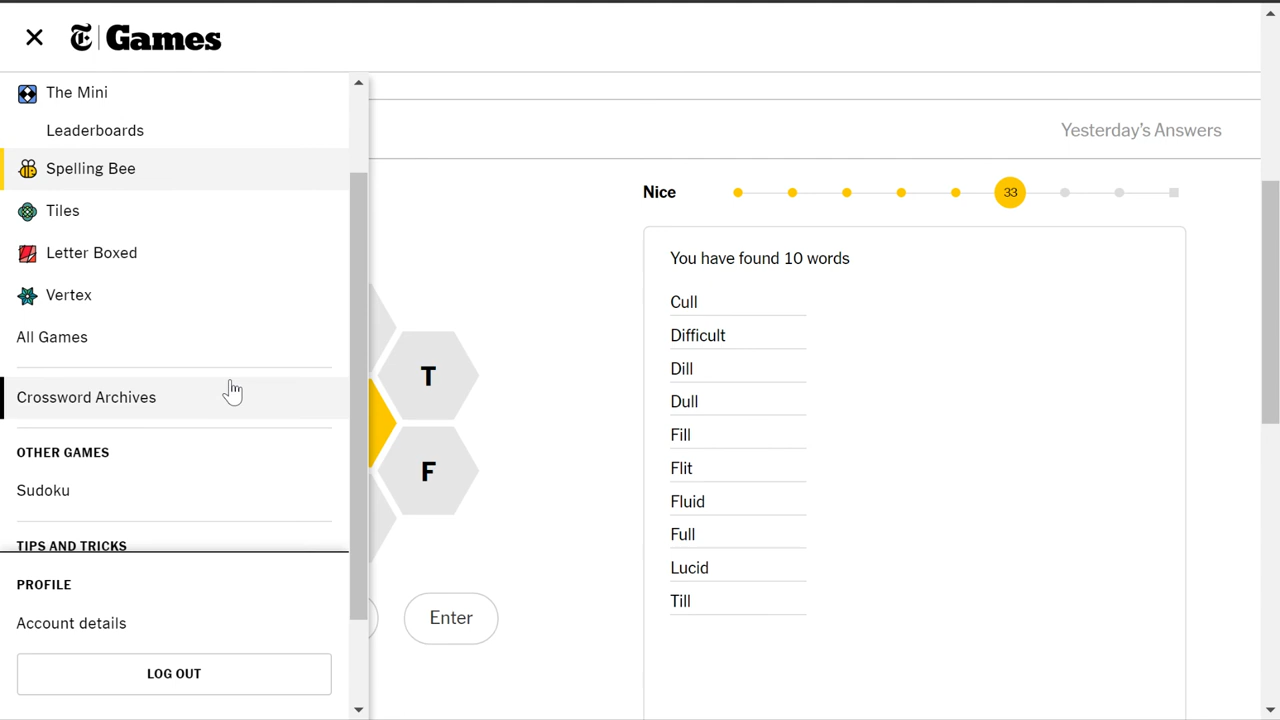 Games
The Mini
Leaderboards
Spelling Bee
Tiles
Letter Boxed
Vertex
All Games
Crossword Archives
OTHER GAMES
Sudoku
TIPS AND TRICKS
PROFILE
Account details
LOG OUT
Yesterday's Answers
T
F
Enter
Nice
33
You have found 10 words
Cull
Difficult
Dill
Dull
Fill
Flit
Fluid
Full
Lucid
Till